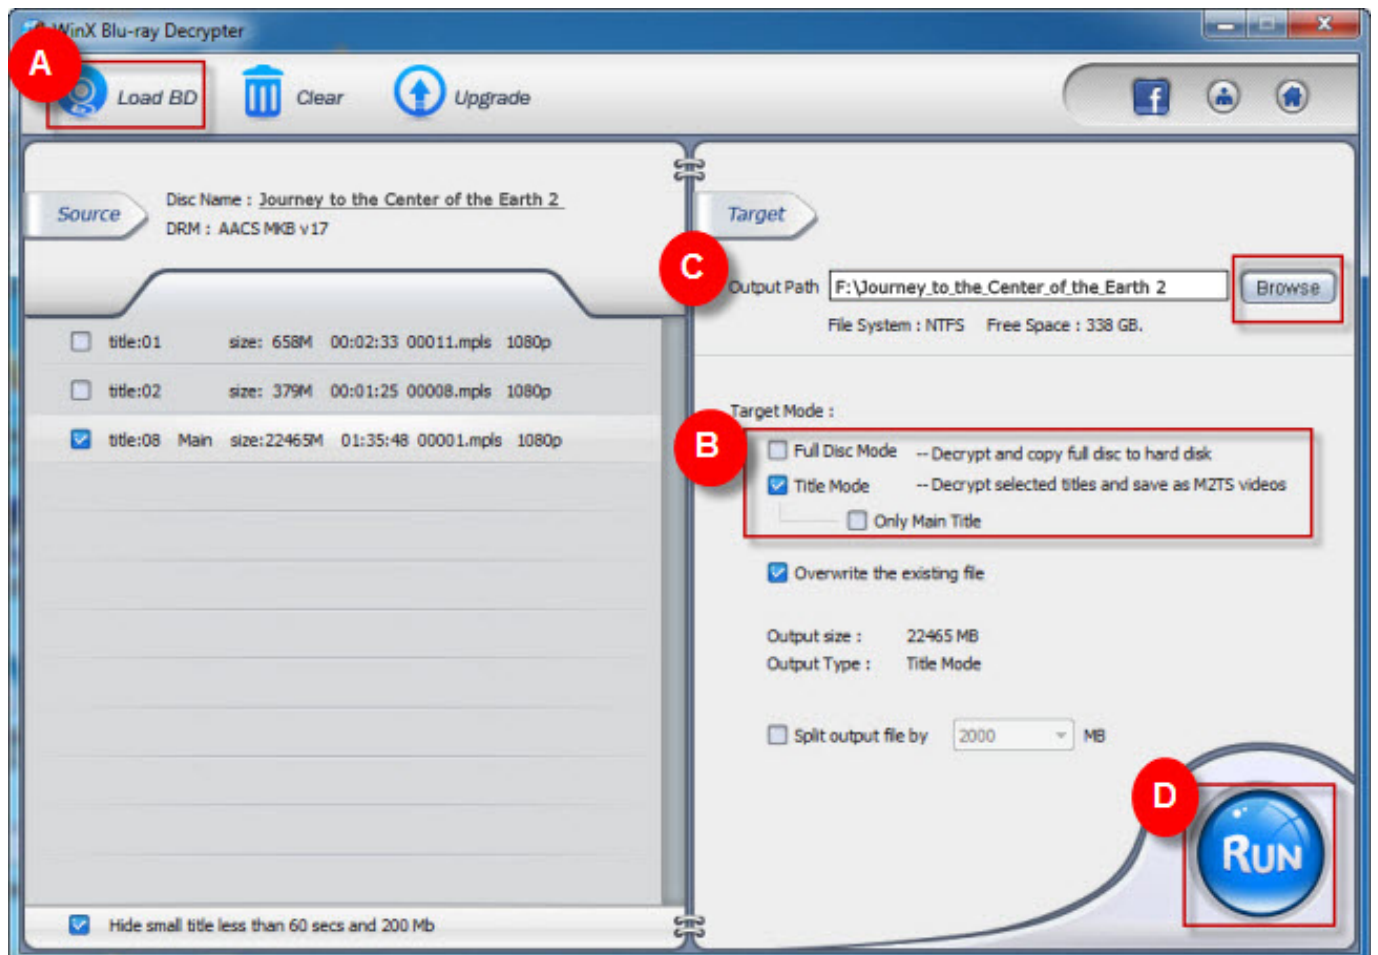 WinX Blu-ray Decrypter
A
Load BD
Clear
Upgrade
f
Source
Disc Name : Journey to the Center of the Earth 2
DRM : AACS MKB v17
title:01 size: 658M 00:02:33 00011.mpls 1080p
title:02 size: 379M 00:01:25 00008.mpls 1080p
title:08 Main size:22465M 01:35:48 00001.mpls 1080p
Hide small title less than 60 secs and 200 Mb
Target
C
Output Path F:\Journey_to_the_Center_of_the_Earth 2 Browse
File System : NTFS Free Space : 338 GB.
Target Mode :
B
Full Disc Mode -- Decrypt and copy full disc to hard disk
Title Mode -- Decrypt selected titles and save as M2TS videos
Only Main Title
Overwrite the existing file
Output size : 22465 MB
Output Type : Title Mode
Split output file by 2000 MB
D
RUN